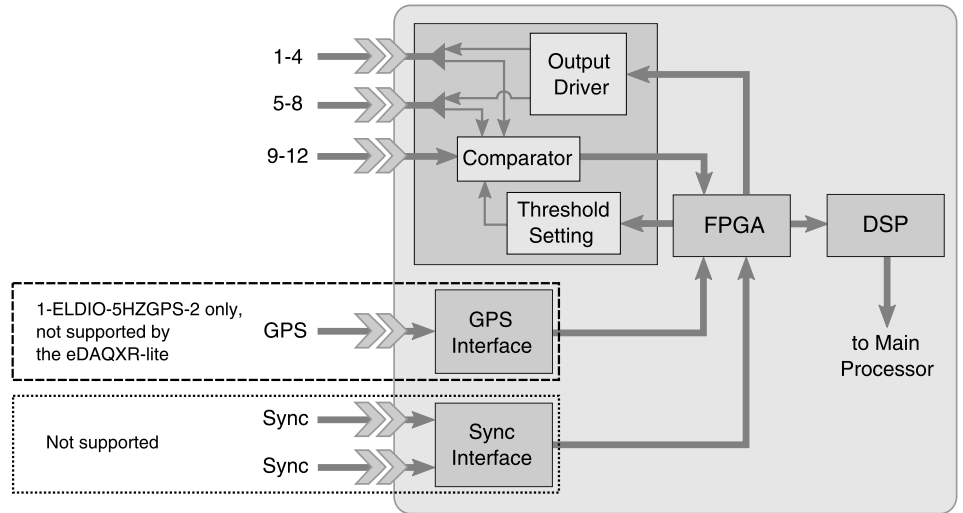 1-4
5-8
9-12
Output
Driver
Comparator
Threshold
Setting
FPGA
DSP
to Main
Processor
1-ELDIO-5HZGPS-2 only,
not supported by
the eDAQXR-lite
GPS
GPS
Interface
Not supported
Sync
Sync
Sync
Interface